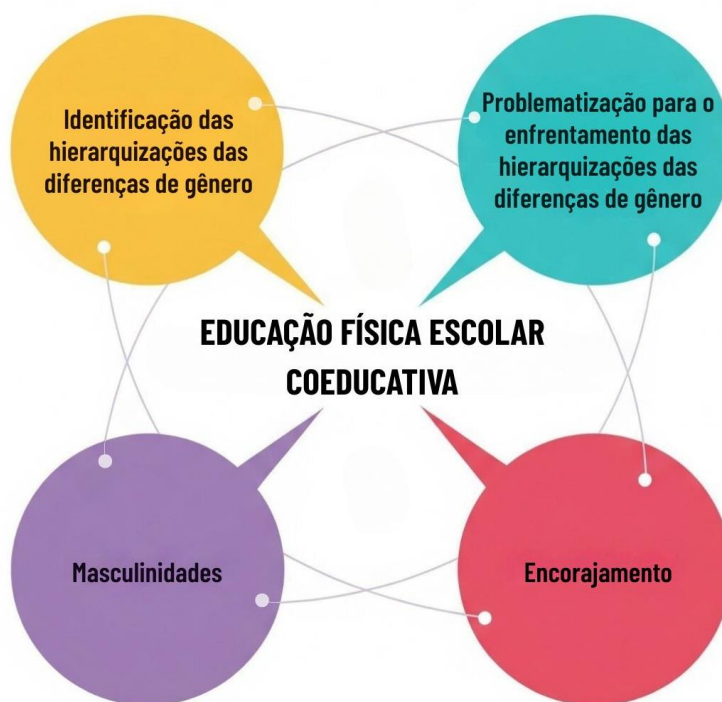 Identificação das
hierarquizações das
diferenças de gênero
Problematização para o
enfrentamento das
hierarquizações das
diferenças de gênero
EDUCAÇÃO FÍSICA ESCOLAR
COEDUCATIVA
Masculinidades
Encorajamento